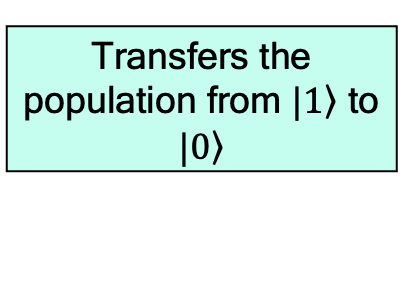 Transfers the
population from |1⟩ to
|0⟩